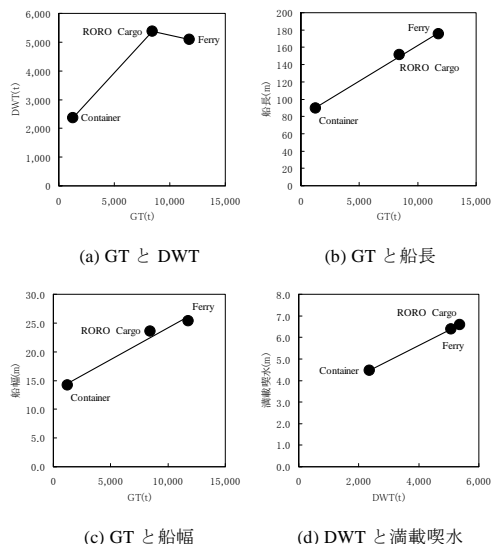 6,000
5,000
4,000
3,000
2,000
1,000
0
DWT(t)
RORO Cargo
Ferry
Container
0 5,000 10,000 15,000
GT(t)
(a) GT と DWT
200
180
160
140
120
100
80
60
40
20
0
船長(m)
Ferry
RORO Cargo
Container
0 5,000 10,000 15,000
GT(t)
(b) GT と船長
30.0
25.0
20.0
15.0
10.0
5.0
0.0
船幅(m)
RORO Cargo
Ferry
Container
0 5,000 10,000 15,000
GT(t)
(c) GT と船幅
8.0
7.0
6.0
5.0
4.0
3.0
2.0
1.0
0.0
満載喫水(m)
RORO Cargo
Ferry
Container
0 2,000 4,000 6,000
DWT(t)
(d) DWT と満載喫水